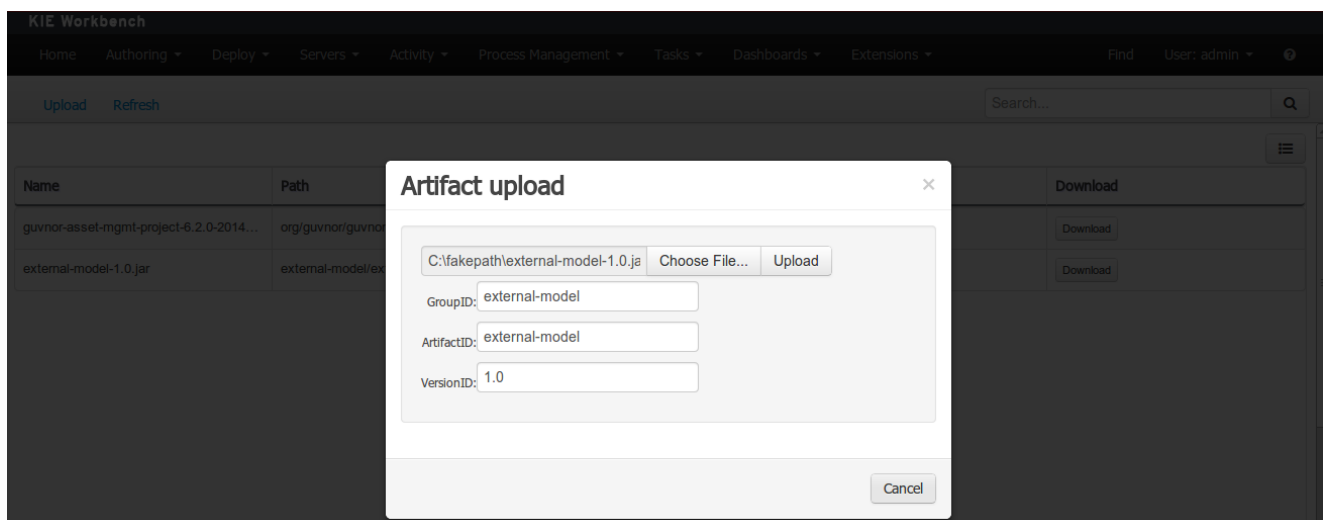 KIE Workbench
Home Authoring Deploy Servers Activity Process Management Tasks Dashboards Extensions Find User: admin
Upload Refresh Search...
Artifact upload ×
Name Path Download
guvnor-asset-mgmt-project-6.2.0-2014... org/guvnor/guvnor Download
C:\fakepath\external-model-1.0.ja Choose File... Upload
external-model-1.0.jar external-model/ex Download
GroupID: external-model
ArtifactID: external-model
VersionID: 1.0
Cancel